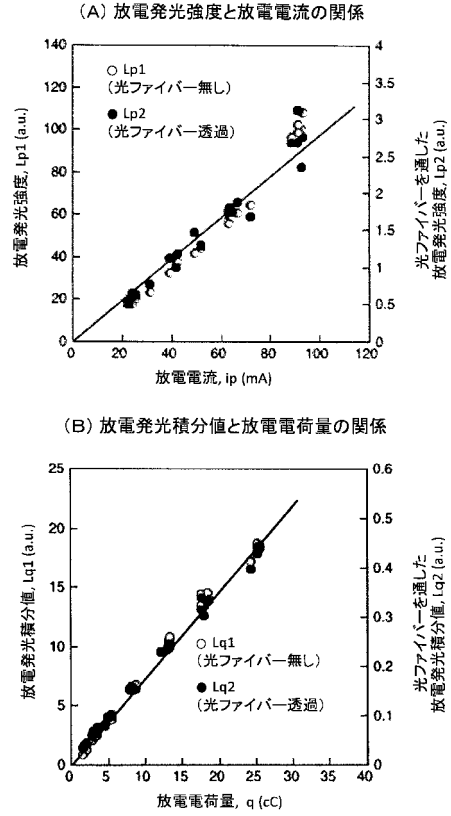 (A) 放電発光強度と放電電流の関係
放電発光強度, Lp1 (a.u.)
140
120
100
80
60
40
20
0
○ Lp1
(光ファイバー無し)
● Lp2
(光ファイバー透過)
4
3.5
3
2.5
2
1.5
1
0.5
0
光ファイバーを通した
放電発光強度, Lp2 (a.u.)
0 20 40 60 80 100 120
放電電流, ip (mA)
(B) 放電発光積分値と放電電荷量の関係
放電発光積分値, Lq1 (a.u.)
25
20
15
10
5
0
○ Lq1
(光ファイバー無し)
● Lq2
(光ファイバー透過)
0.6
0.5
0.4
0.3
0.2
0.1
0
光ファイバーを通した
放電発光積分値, Lq2 (a.u.)
0 5 10 15 20 25 30 35 40
放電電荷量, q (cC)